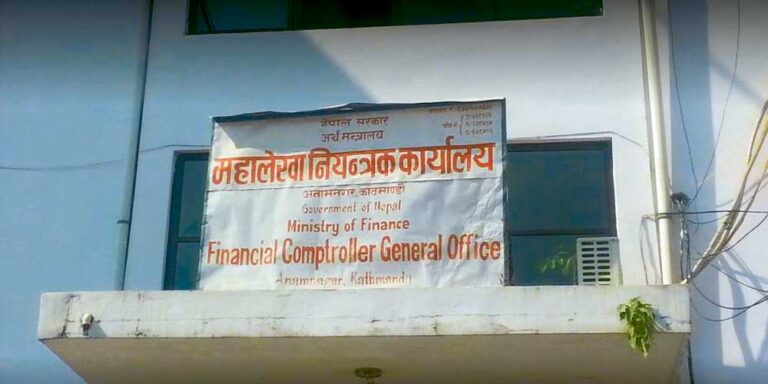 नेपाल सरकार
अर्थ मन्त्रालय
महालेखा नियन्त्रक कार्यालय
अनामनगर, काठमाण्डौ
Government of Nepal
Ministry of Finance
Financial Comptroller General Office
Anamnagar, Kathmandu